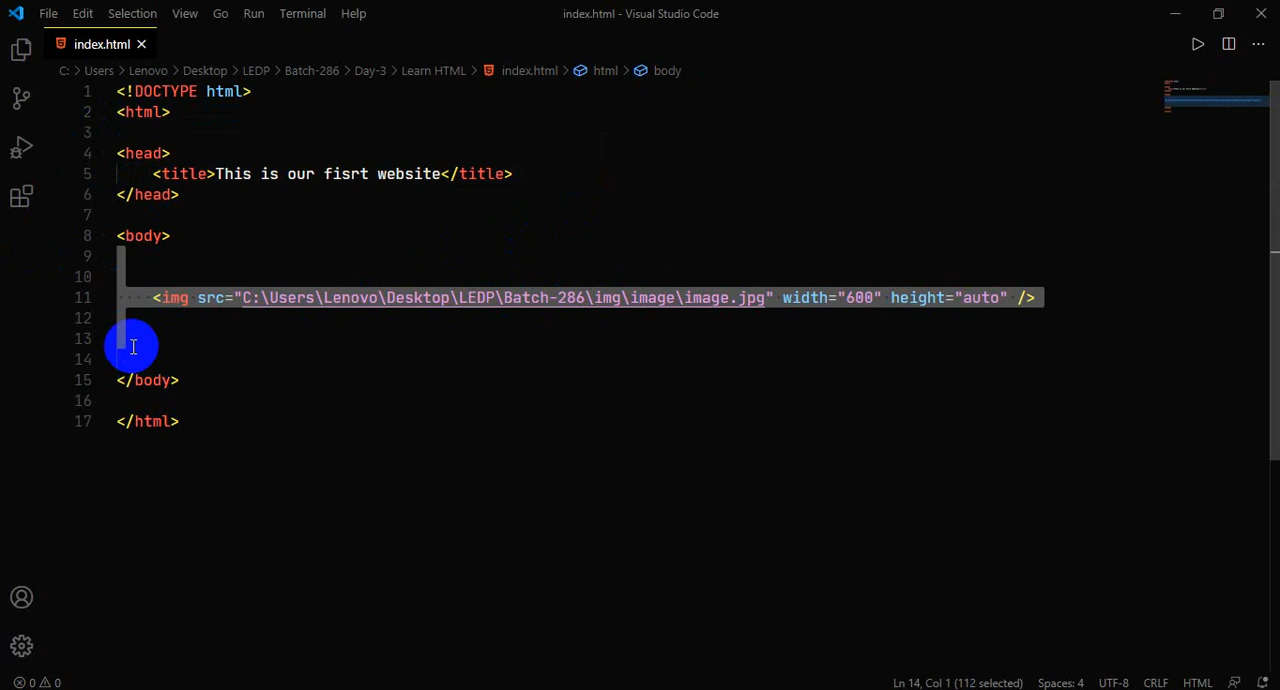 File Edit Selection View Go Run Terminal Help index.html - Visual Studio Code
index.html
C: > Users > Lenovo > Desktop > LEDP > Batch-286 > Day-3 > Learn HTML > index.html > html > body
1 <!DOCTYPE html>
2 <html>
3
4 <head>
5 <title>This is our fisrt website</title>
6 </head>
7
8 <body>
9
10
11 <img src="C:\Users\Lenovo\Desktop\LEDP\Batch-286\img\image\image.jpg" width="600" height="auto" />
12
13
14
15 </body>
16
17 </html>
0 0 Ln 14, Col 1 (112 selected) Spaces: 4 UTF-8 CRLF HTML